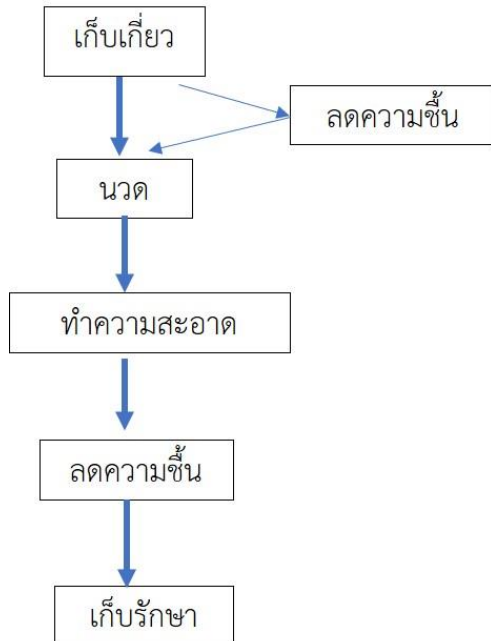 เก็บเกี่ยว
ลดความชื้น
นวด
ทำความสะอาด
ลดความชื้น
เก็บรักษา